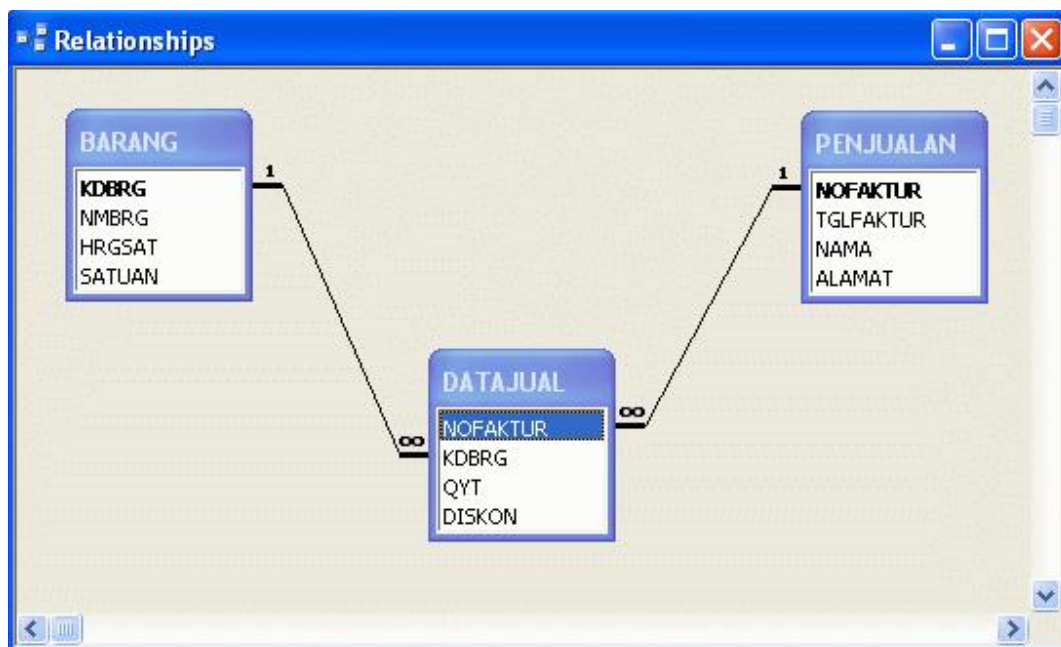 Relationships
BARANG
KDBRG
NMBRG
HRGSAT
SATUAN
1
∞
DATAJUAL
NOFAKTUR
KDBRG
QYT
DISKON
∞
1
PENJUALAN
NOFAKTUR
TGLFAKTUR
NAMA
ALAMAT